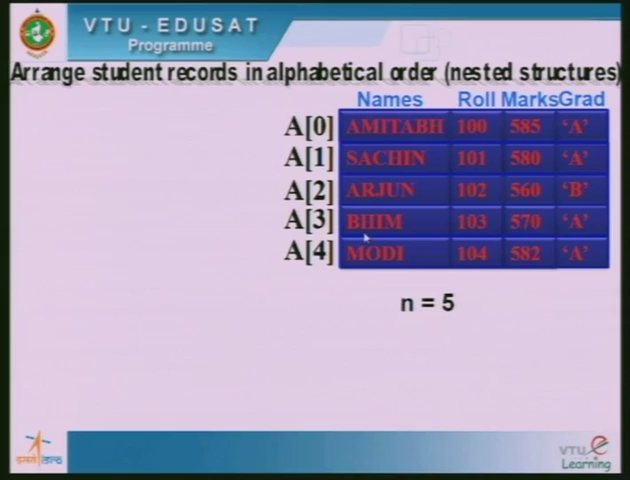 VTU - EDUSAT
Programme
Arrange student records in alphabetical order (nested structures)
Names Roll Marks Grad
A[0] AMITABH 100 585 ‘A’
A[1] SACHIN 101 580 ‘A’
A[2] ARJUN 102 560 ‘B’
A[3] BHIM 103 570 ‘A’
A[4] MODI 104 582 ‘A’
n = 5
VTU e
Learning